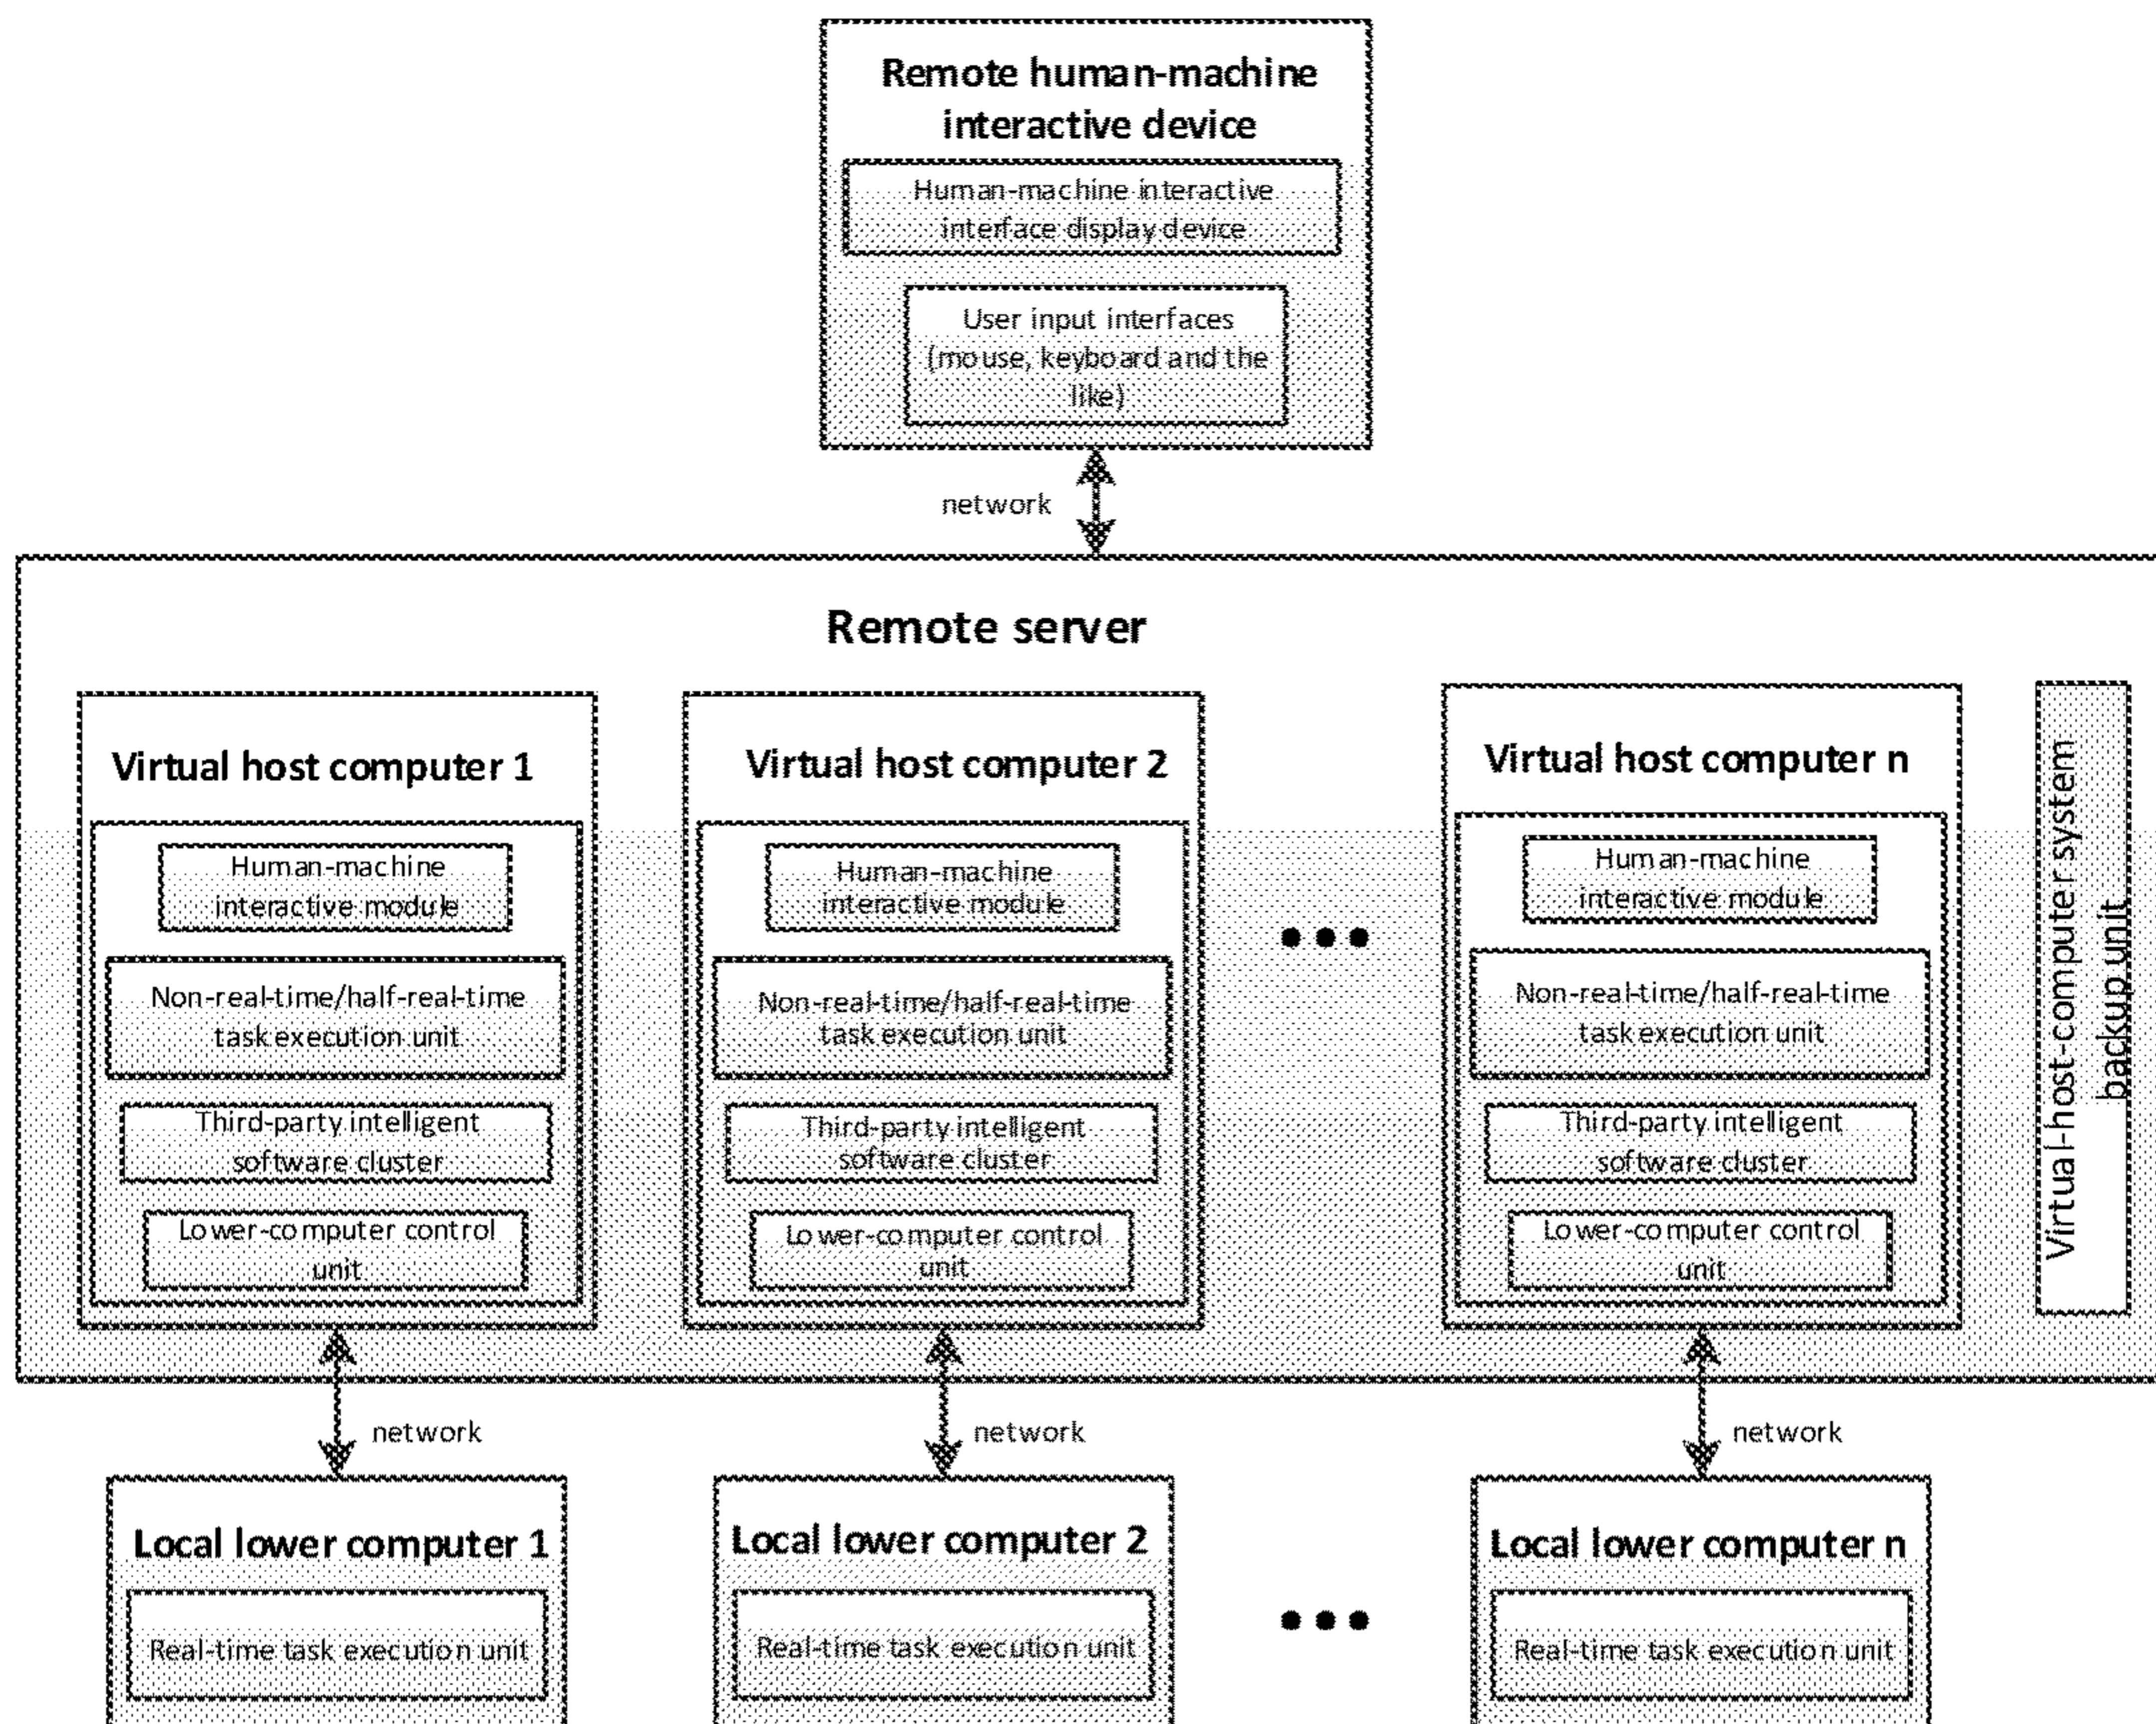 Remote human-machine
interactive device
Human-machine interactive
interface display device
User input interfaces
(mouse, keyboard and the
like)
network
Remote server
Virtual host computer 1
Human-machine
interactive module
Non-real-time/half-real-time
task execution unit
Third-party intelligent
software cluster
Lower-computer control
unit
Virtual host computer 2
Human-machine
interactive module
Non-real-time/half-real-time
task execution unit
Third-party intelligent
software cluster
Lower-computer control
unit
Virtual host computer n
Human-machine
interactive module
Non-real-time/half-real-time
task execution unit
Third-party intelligent
software cluster
Lower-computer control
unit
Virtual-host-computer system
backup unit
network
network
network
Local lower computer 1
Real-time task execution unit
Local lower computer 2
Real-time task execution unit
Local lower computer n
Real-time task execution unit